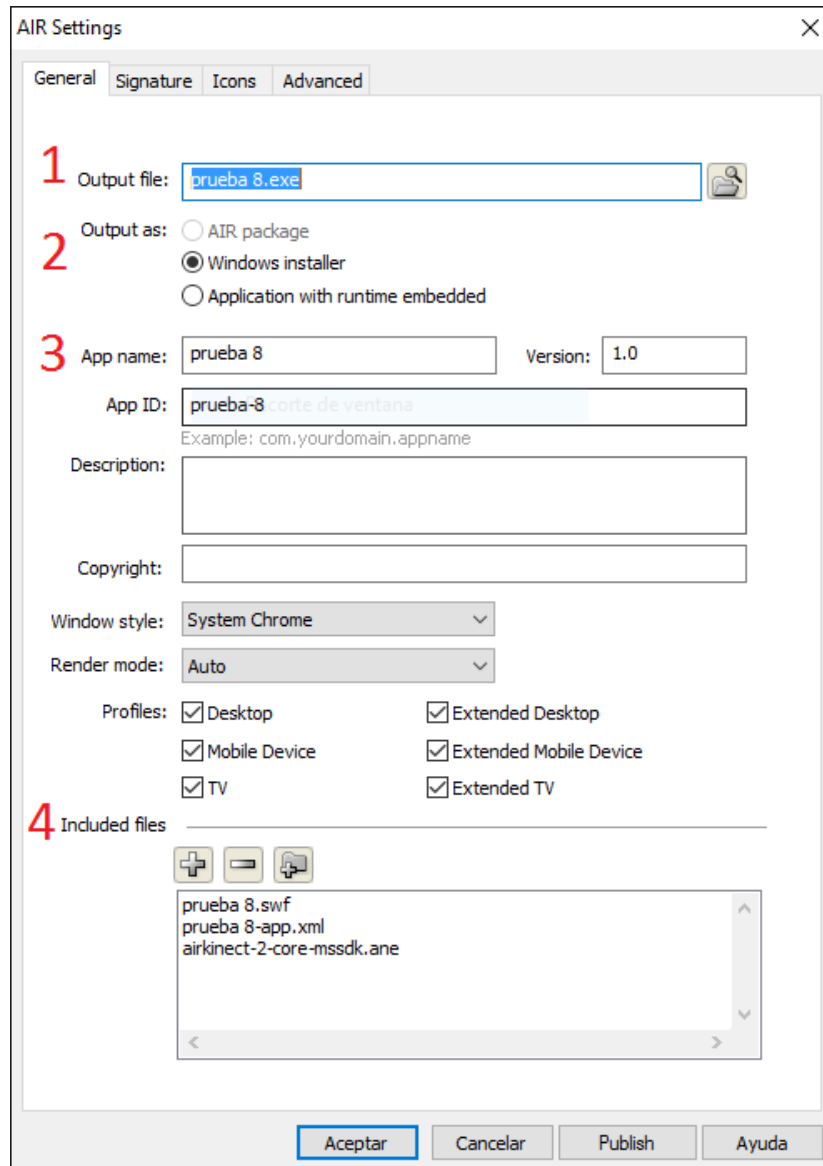 AIR Settings
General Signature Icons Advanced
1 Output file: prueba 8.exe
2 Output as: AIR package
Windows installer
Application with runtime embedded
3 App name: prueba 8 Version: 1.0
App ID: prueba-8 corte de ventana
Example: com.yourdomain.appname
Description:
Copyright:
Window style: System Chrome
Render mode: Auto
Profiles: Desktop Extended Desktop
Mobile Device Extended Mobile Device
TV Extended TV
4 Included files
prueba 8.swf
prueba 8-app.xml
airkinect-2-core-mssdk.ane
Aceptar Cancelar Publish Ayuda